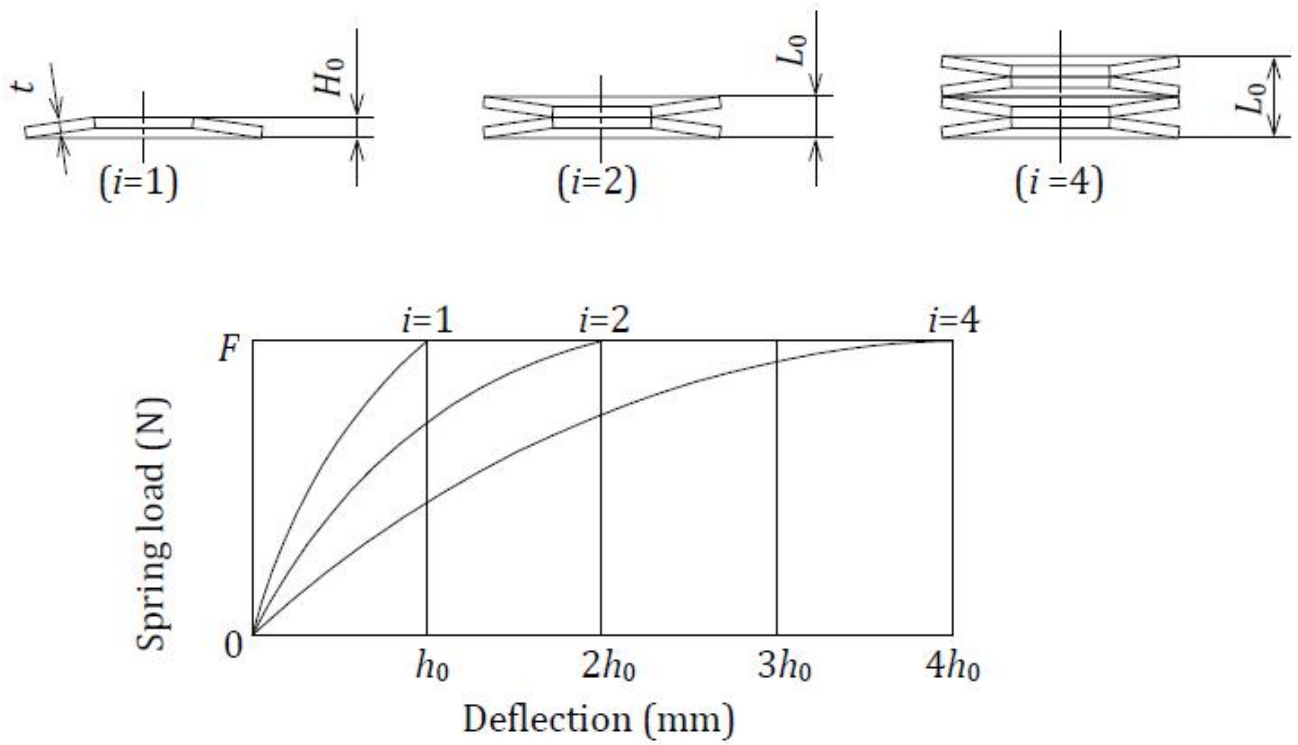 t
H₀
(i=1)
L₀
(i=2)
L₀
(i =4)
i=1
i=2
i=4
F
Spring load (N)
0
h₀
2h₀
3h₀
4h₀
Deflection (mm)